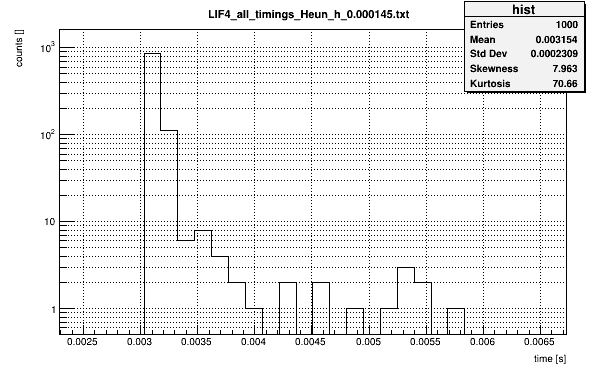 LIF4_all_timings_Heun_h_0.000145.txt
hist
Entries 1000
Mean 0.003154
Std Dev 0.0002309
Skewness 7.963
Kurtosis 70.66
counts []
10³
10²
10
1
0.0025 0.003 0.0035 0.004 0.0045 0.005 0.0055 0.006 0.0065
time [s]